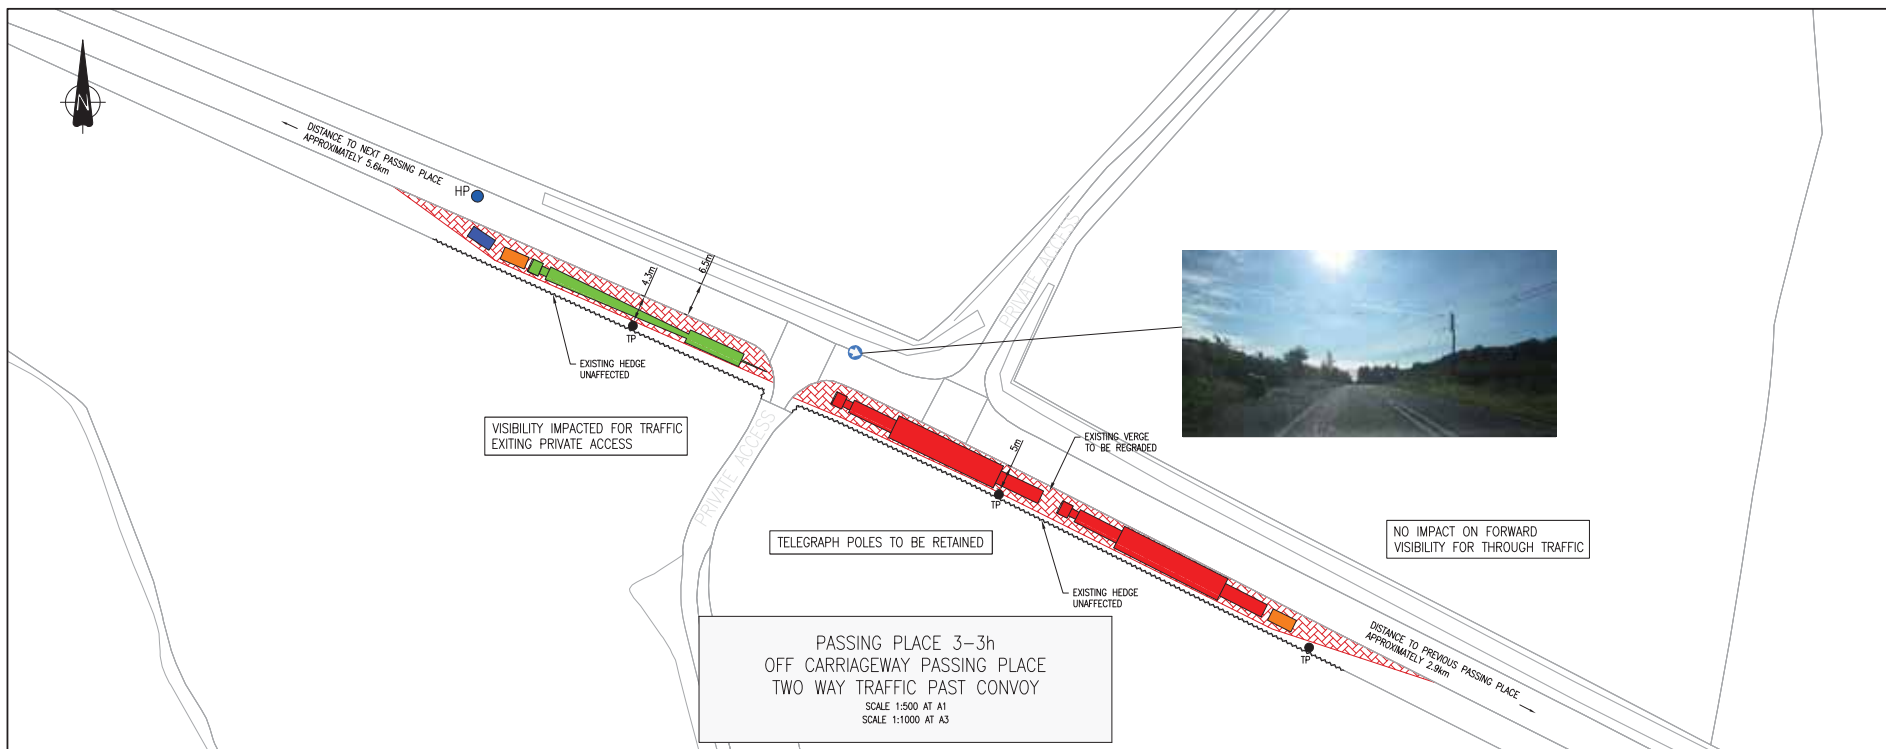 N
DISTANCE TO NEXT PASSING PLACE
APPROXIMATELY 5.6km
HP
4.3m
6.5m
TP
EXISTING HEDGE
UNAFFECTED
PRIVATE ACCESS
VISIBILITY IMPACTED FOR TRAFFIC
EXITING PRIVATE ACCESS
PRIVATE ACCESS
5m
EXISTING VERGE
TO BE REGRADED
TP
TELEGRAPH POLES TO BE RETAINED
NO IMPACT ON FORWARD
VISIBILITY FOR THROUGH TRAFFIC
EXISTING HEDGE
UNAFFECTED
DISTANCE TO PREVIOUS PASSING PLACE
APPROXIMATELY 2.9km
TP
PASSING PLACE 3-3h
OFF CARRIAGEWAY PASSING PLACE
TWO WAY TRAFFIC PAST CONVOY
SCALE 1:500 AT A1
SCALE 1:1000 AT A3